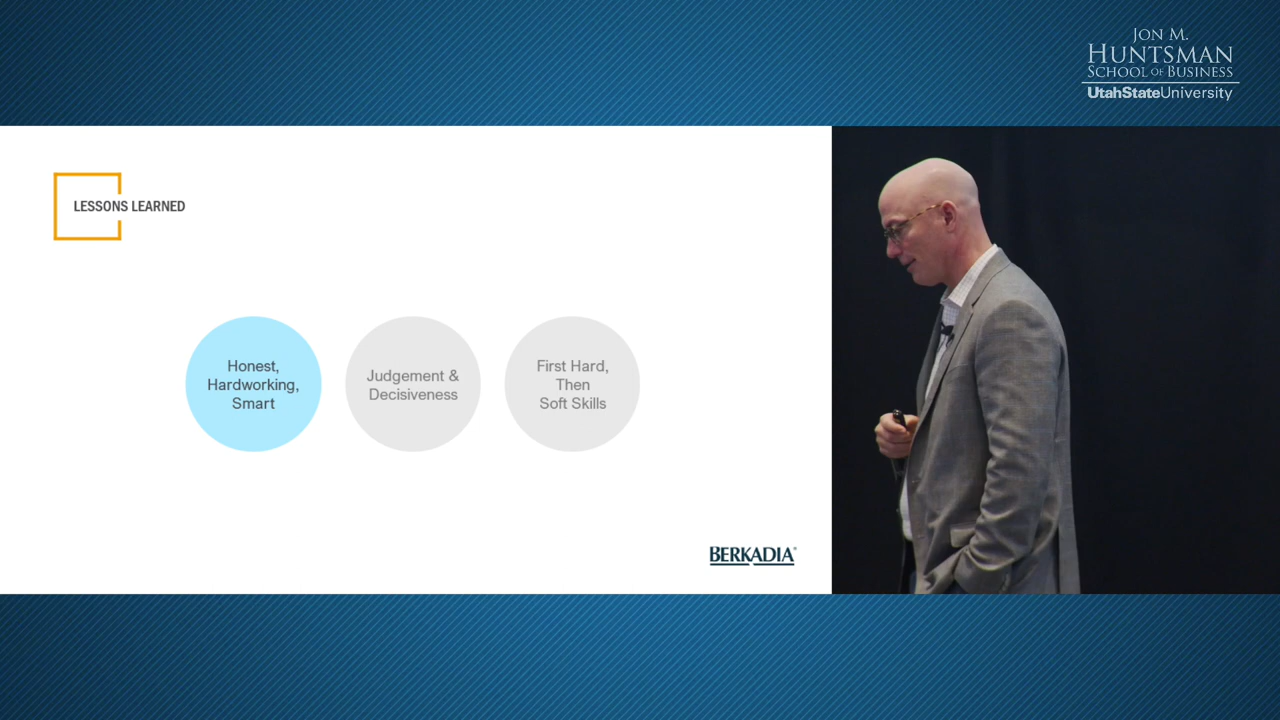 JON M.
HUNTSMAN
SCHOOL OF BUSINESS
UtahStateUniversity
LESSONS LEARNED
Honest,
Hardworking,
Smart
Judgement &
Decisiveness
First Hard,
Then
Soft Skills
BERKADIA®